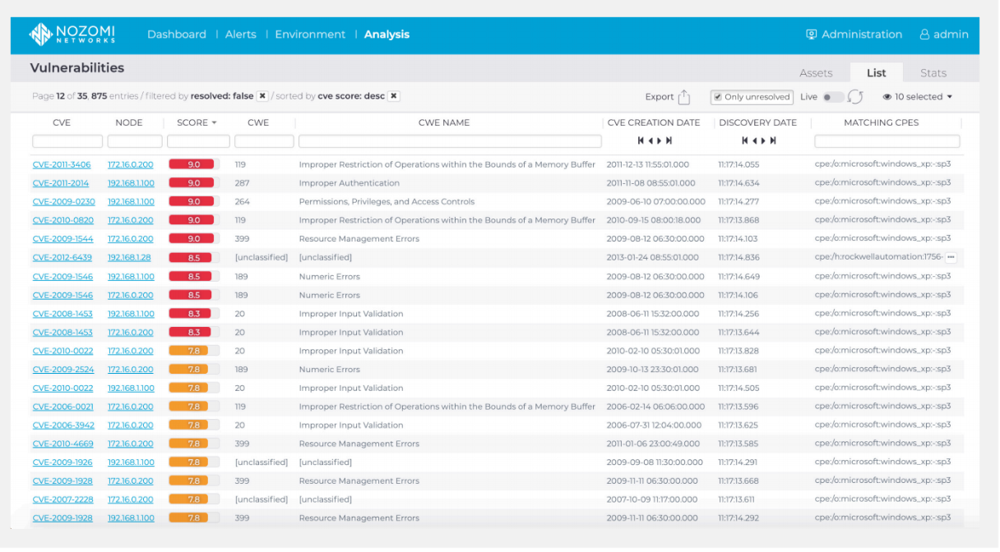 NOZOMI NETWORKS Dashboard | Alerts | Environment | Analysis Administration admin
Vulnerabilities Assets List Stats
Page 12 of 35, 875 entries / filtered by resolved: false ✖ / sorted by cve score: desc ✖ Export Only unresolved Live 10 selected
CVE NODE SCORE CWE CWE NAME CVE CREATION DATE DISCOVERY DATE MATCHING CPES
CVE-2011-3406 172.16.0.200 9.0 119 Improper Restriction of Operations within the Bounds of a Memory Buffer 2011-12-13 11:55:01.000 11:17:14.055 cpe:/o:microsoft:windows_xp:-:sp3
CVE-2011-2014 192.168.1.100 9.0 287 Improper Authentication 2011-11-08 08:55:01.000 11:17:14.634 cpe:/o:microsoft:windows_xp:-:sp3
CVE-2009-0230 192.168.1.100 9.0 264 Permissions, Privileges, and Access Controls 2009-06-10 07:00:00.000 11:17:14.277 cpe:/o:microsoft:windows_xp:-:sp3
CVE-2010-0820 172.16.0.200 9.0 119 Improper Restriction of Operations within the Bounds of a Memory Buffer 2010-09-15 08:00:18.000 11:17:13.868 cpe:/o:microsoft:windows_xp:-:sp3
CVE-2009-1544 172.16.0.200 9.0 399 Resource Management Errors 2009-08-12 06:30:00.000 11:17:14.103 cpe:/o:microsoft:windows_xp:-:sp3
CVE-2012-6439 192.168.1.28 8.5 [unclassified] [unclassified] 2013-01-24 08:55:01.000 11:17:14.836 cpe:/h:rockwellautomation:1756- ...
CVE-2009-1546 192.168.1.100 8.5 189 Numeric Errors 2009-08-12 06:30:00.000 11:17:14.649 cpe:/o:microsoft:windows_xp:-:sp3
CVE-2009-1546 172.16.0.200 8.5 189 Numeric Errors 2009-08-12 06:30:00.000 11:17:14.106 cpe:/o:microsoft:windows_xp:-:sp3
CVE-2008-1453 192.168.1.100 8.3 20 Improper Input Validation 2008-06-11 15:32:00.000 11:17:14.256 cpe:/o:microsoft:windows_xp:-:sp3
CVE-2008-1453 172.16.0.200 8.3 20 Improper Input Validation 2008-06-11 15:32:00.000 11:17:13.644 cpe:/o:microsoft:windows_xp:-:sp3
CVE-2010-0022 172.16.0.200 7.8 20 Improper Input Validation 2010-02-10 05:30:01.000 11:17:13.828 cpe:/o:microsoft:windows_xp:-:sp3
CVE-2009-2524 172.16.0.200 7.8 189 Numeric Errors 2009-10-13 23:30:01.000 11:17:13.681 cpe:/o:microsoft:windows_xp:-:sp3
CVE-2010-0022 192.168.1.100 7.8 20 Improper Input Validation 2010-02-10 05:30:01.000 11:17:14.505 cpe:/o:microsoft:windows_xp:-:sp3
CVE-2006-0021 172.16.0.200 7.8 119 Improper Restriction of Operations within the Bounds of a Memory Buffer 2006-02-14 06:06:00.000 11:17:13.596 cpe:/o:microsoft:windows_xp:-:sp3
CVE-2006-3942 172.16.0.200 7.8 20 Improper Input Validation 2006-07-31 12:04:00.000 11:17:13.625 cpe:/o:microsoft:windows_xp:-:sp3
CVE-2010-4669 172.16.0.200 7.8 399 Resource Management Errors 2011-01-06 23:00:49.000 11:17:13.585 cpe:/o:microsoft:windows_xp:-:sp3
CVE-2009-1926 192.168.1.100 7.8 [unclassified] [unclassified] 2009-09-08 11:30:00.000 11:17:14.291 cpe:/o:microsoft:windows_xp:-:sp3
CVE-2009-1928 172.16.0.200 7.8 399 Resource Management Errors 2009-11-11 06:30:00.000 11:17:13.668 cpe:/o:microsoft:windows_xp:-:sp3
CVE-2007-2228 172.16.0.200 7.8 [unclassified] [unclassified] 2007-10-09 11:17:00.000 11:17:13.611 cpe:/o:microsoft:windows_xp:-:sp3
CVE-2009-1928 192.168.1.100 7.8 399 Resource Management Errors 2009-11-11 06:30:00.000 11:17:14.292 cpe:/o:microsoft:windows_xp:-:sp3